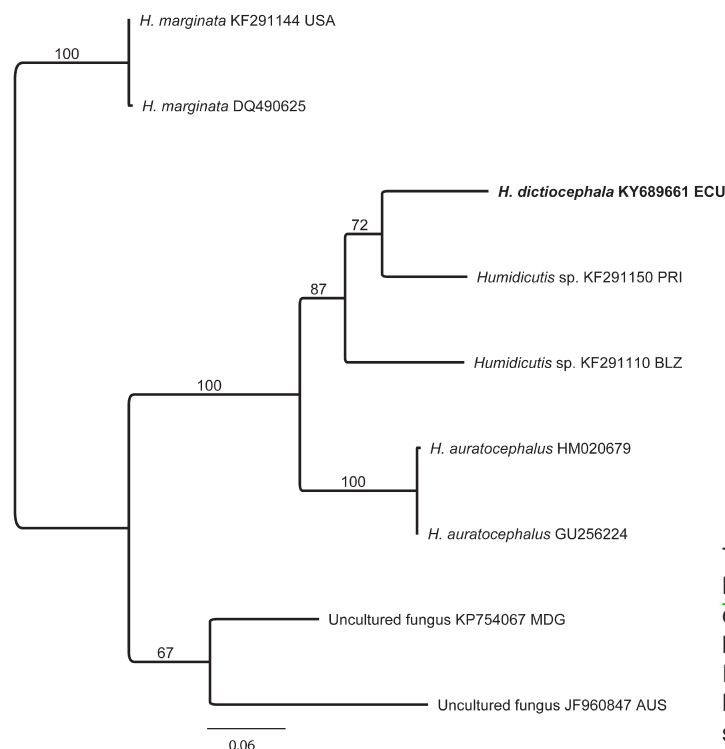 H. marginata KF291144 USA
100
H. marginata DQ490625
H. dictiocephala KY689661 ECU
72
Humidicutis sp. KF291150 PRI
87
Humidicutis sp. KF291110 BLZ
100
H. auratocephalus HM020679
100
H. auratocephalus GU256224
Uncultured fungus KP754067 MDG
67
Uncultured fungus JF960847 AUS
0.06